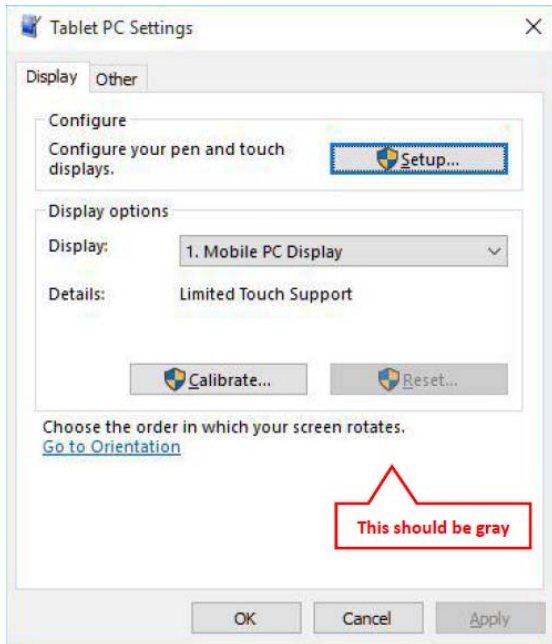 Tablet PC Settings
Display
Other
Configure
Configure your pen and touch
displays.
Setup...
Display options
Display:
1. Mobile PC Display
Details:
Limited Touch Support
Calibrate...
Reset...
Choose the order in which your screen rotates.
Go to Orientation
This should be gray
OK
Cancel
Apply